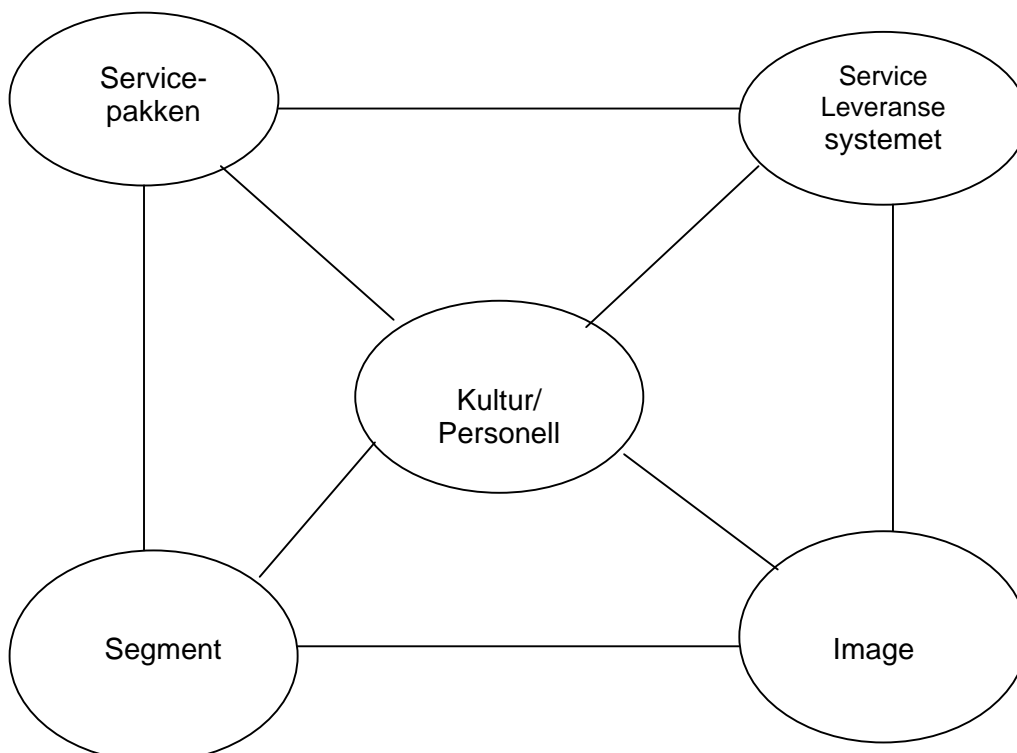 Service-
pakken
Service
Leveranse
systemet
Kultur/
Personell
Segment
Image